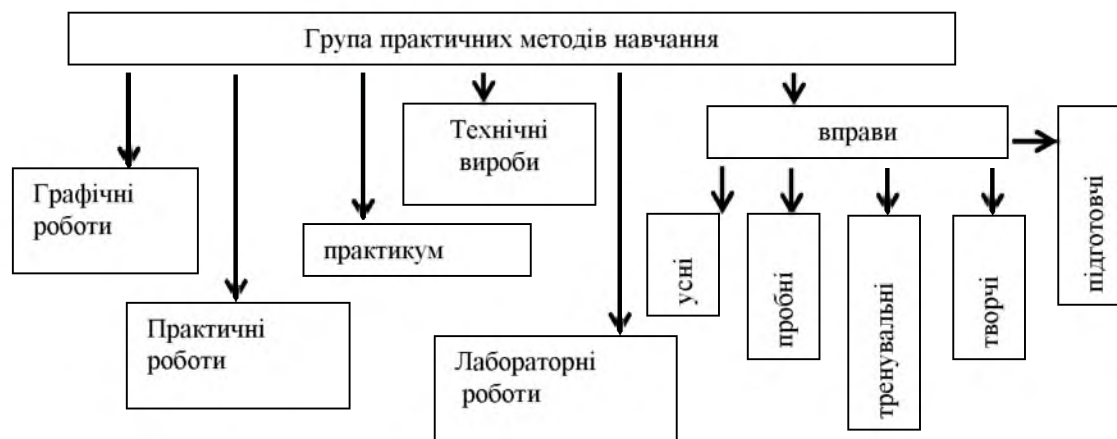 Група практичних методів навчання
Технічні
вироби
вправи
Графічні
роботи
практикум
усні
пробні
тренувальні
творчі
підготовчі
Практичні
роботи
Лабораторні
роботи